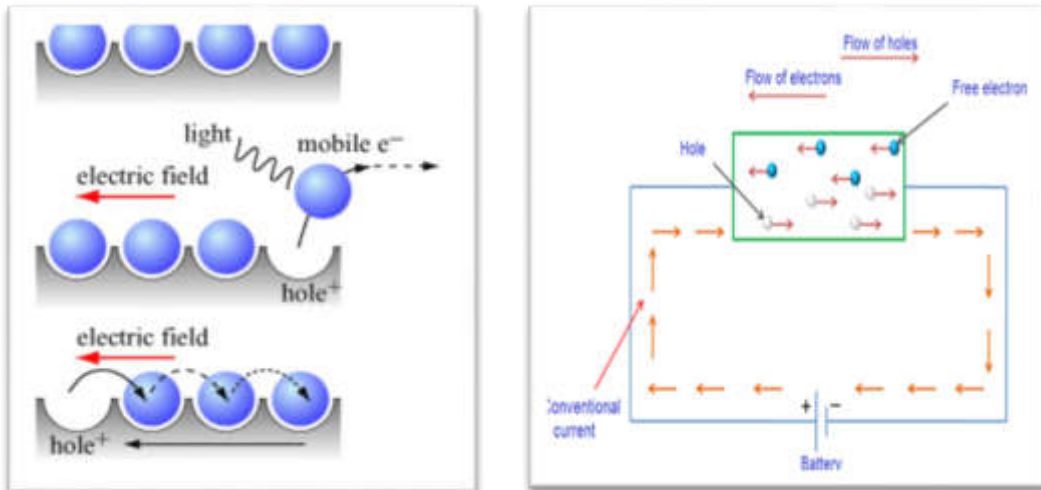 light
mobile e⁻
electric field
hole⁺
electric field
hole⁺
Flow of holes
Flow of electrons
Free electron
Hole
Conventional
current
+ −
Battery